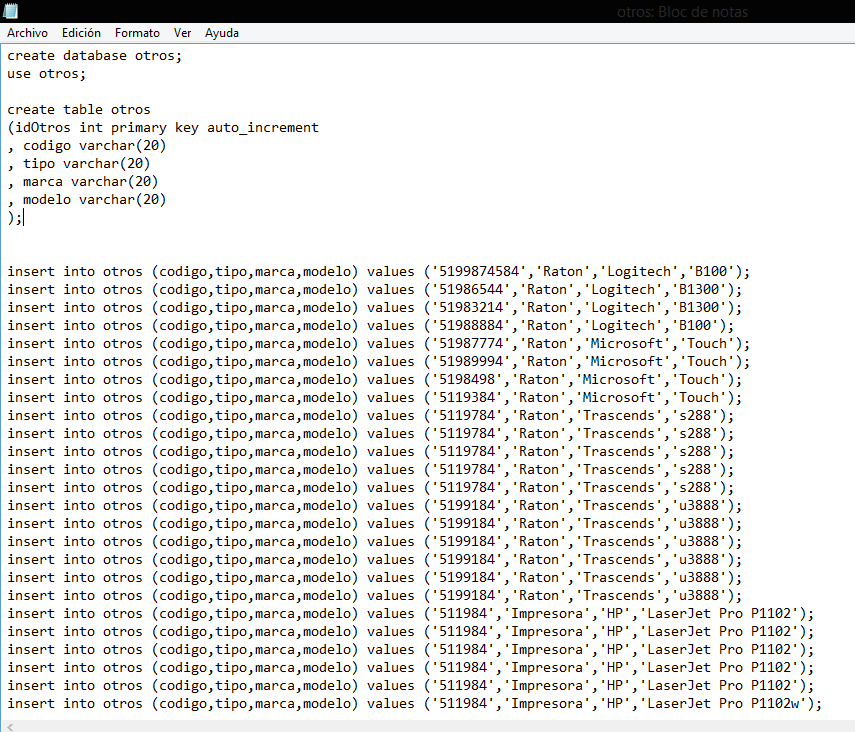 otros: Bloc de notas
Archivo Edición Formato Ver Ayuda
create database otros;
use otros;
create table otros
(idOtros int primary key auto_increment
, codigo varchar(20)
, tipo varchar(20)
, marca varchar(20)
, modelo varchar(20)
);
insert into otros (codigo,tipo,marca,modelo) values ('5199874584','Raton','Logitech','B100');
insert into otros (codigo,tipo,marca,modelo) values ('51986544','Raton','Logitech','B1300');
insert into otros (codigo,tipo,marca,modelo) values ('51983214','Raton','Logitech','B1300');
insert into otros (codigo,tipo,marca,modelo) values ('51988884','Raton','Logitech','B100');
insert into otros (codigo,tipo,marca,modelo) values ('51987774','Raton','Microsoft','Touch');
insert into otros (codigo,tipo,marca,modelo) values ('51989994','Raton','Microsoft','Touch');
insert into otros (codigo,tipo,marca,modelo) values ('5198498','Raton','Microsoft','Touch');
insert into otros (codigo,tipo,marca,modelo) values ('5119384','Raton','Microsoft','Touch');
insert into otros (codigo,tipo,marca,modelo) values ('5119784','Raton','Trascends','s288');
insert into otros (codigo,tipo,marca,modelo) values ('5119784','Raton','Trascends','s288');
insert into otros (codigo,tipo,marca,modelo) values ('5119784','Raton','Trascends','s288');
insert into otros (codigo,tipo,marca,modelo) values ('5119784','Raton','Trascends','s288');
insert into otros (codigo,tipo,marca,modelo) values ('5119784','Raton','Trascends','s288');
insert into otros (codigo,tipo,marca,modelo) values ('5199184','Raton','Trascends','u3888');
insert into otros (codigo,tipo,marca,modelo) values ('5199184','Raton','Trascends','u3888');
insert into otros (codigo,tipo,marca,modelo) values ('5199184','Raton','Trascends','u3888');
insert into otros (codigo,tipo,marca,modelo) values ('5199184','Raton','Trascends','u3888');
insert into otros (codigo,tipo,marca,modelo) values ('5199184','Raton','Trascends','u3888');
insert into otros (codigo,tipo,marca,modelo) values ('5199184','Raton','Trascends','u3888');
insert into otros (codigo,tipo,marca,modelo) values ('511984','Impresora','HP','LaserJet Pro P1102');
insert into otros (codigo,tipo,marca,modelo) values ('511984','Impresora','HP','LaserJet Pro P1102');
insert into otros (codigo,tipo,marca,modelo) values ('511984','Impresora','HP','LaserJet Pro P1102');
insert into otros (codigo,tipo,marca,modelo) values ('511984','Impresora','HP','LaserJet Pro P1102');
insert into otros (codigo,tipo,marca,modelo) values ('511984','Impresora','HP','LaserJet Pro P1102');
insert into otros (codigo,tipo,marca,modelo) values ('511984','Impresora','HP','LaserJet Pro P1102w');